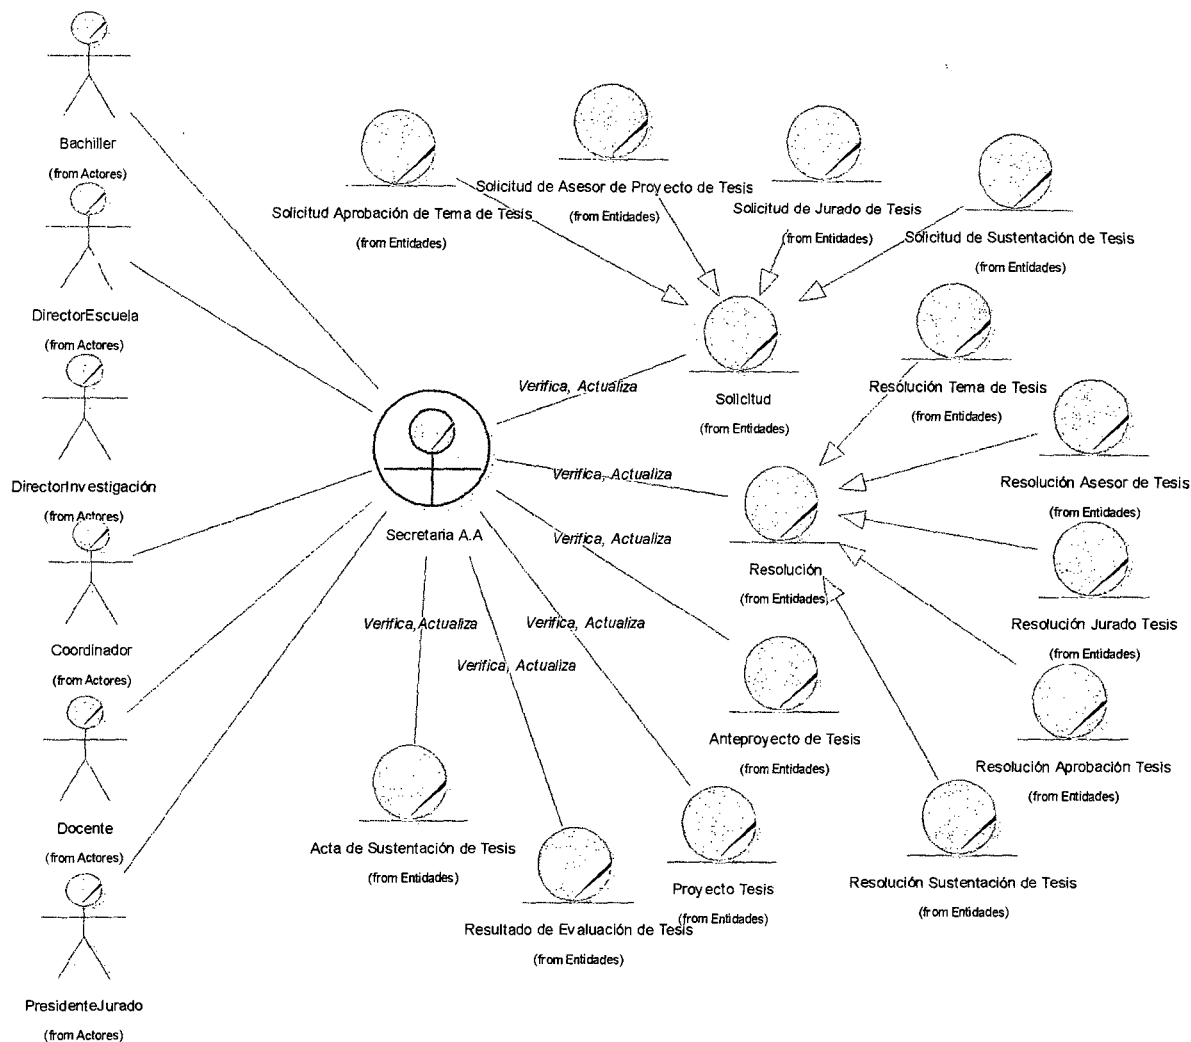 Bachiller
(from Actores)
DirectorEscuela
(from Actores)
DirectorInvestigación
(from Actores)
Coordinador
(from Actores)
Docente
(from Actores)
PresidenteJurado
(from Actores)
Solicitud Aprobación de Tema de Tesis
(from Entidades)
Solicitud de Asesor de Proyecto de Tesis
(from Entidades)
Solicitud de Jurado de Tesis
(from Entidades)
Solicitud de Sustentación de Tesis
(from Entidades)
Solicitud
(from Entidades)
Verifica, Actualiza
Resolución Tema de Tesis
(from Entidades)
Resolución Asesor de Tesis
(from Entidades)
Verifica, Actualiza
Secretaria A.A
Verifica, Actualiza
Resolución
(from Entidades)
Resolución Jurado Tesis
(from Entidades)
Verifica, Actualiza
Verifica, Actualiza
Verifica, Actualiza
Anteproyecto de Tesis
(from Entidades)
Resolución Aprobación Tesis
(from Entidades)
Acta de Sustentación de Tesis
(from Entidades)
Resultado de Evaluación de Tesis
(from Entidades)
Proyecto Tesis
(from Entidades)
Resolución Sustentación de Tesis
(from Entidades)